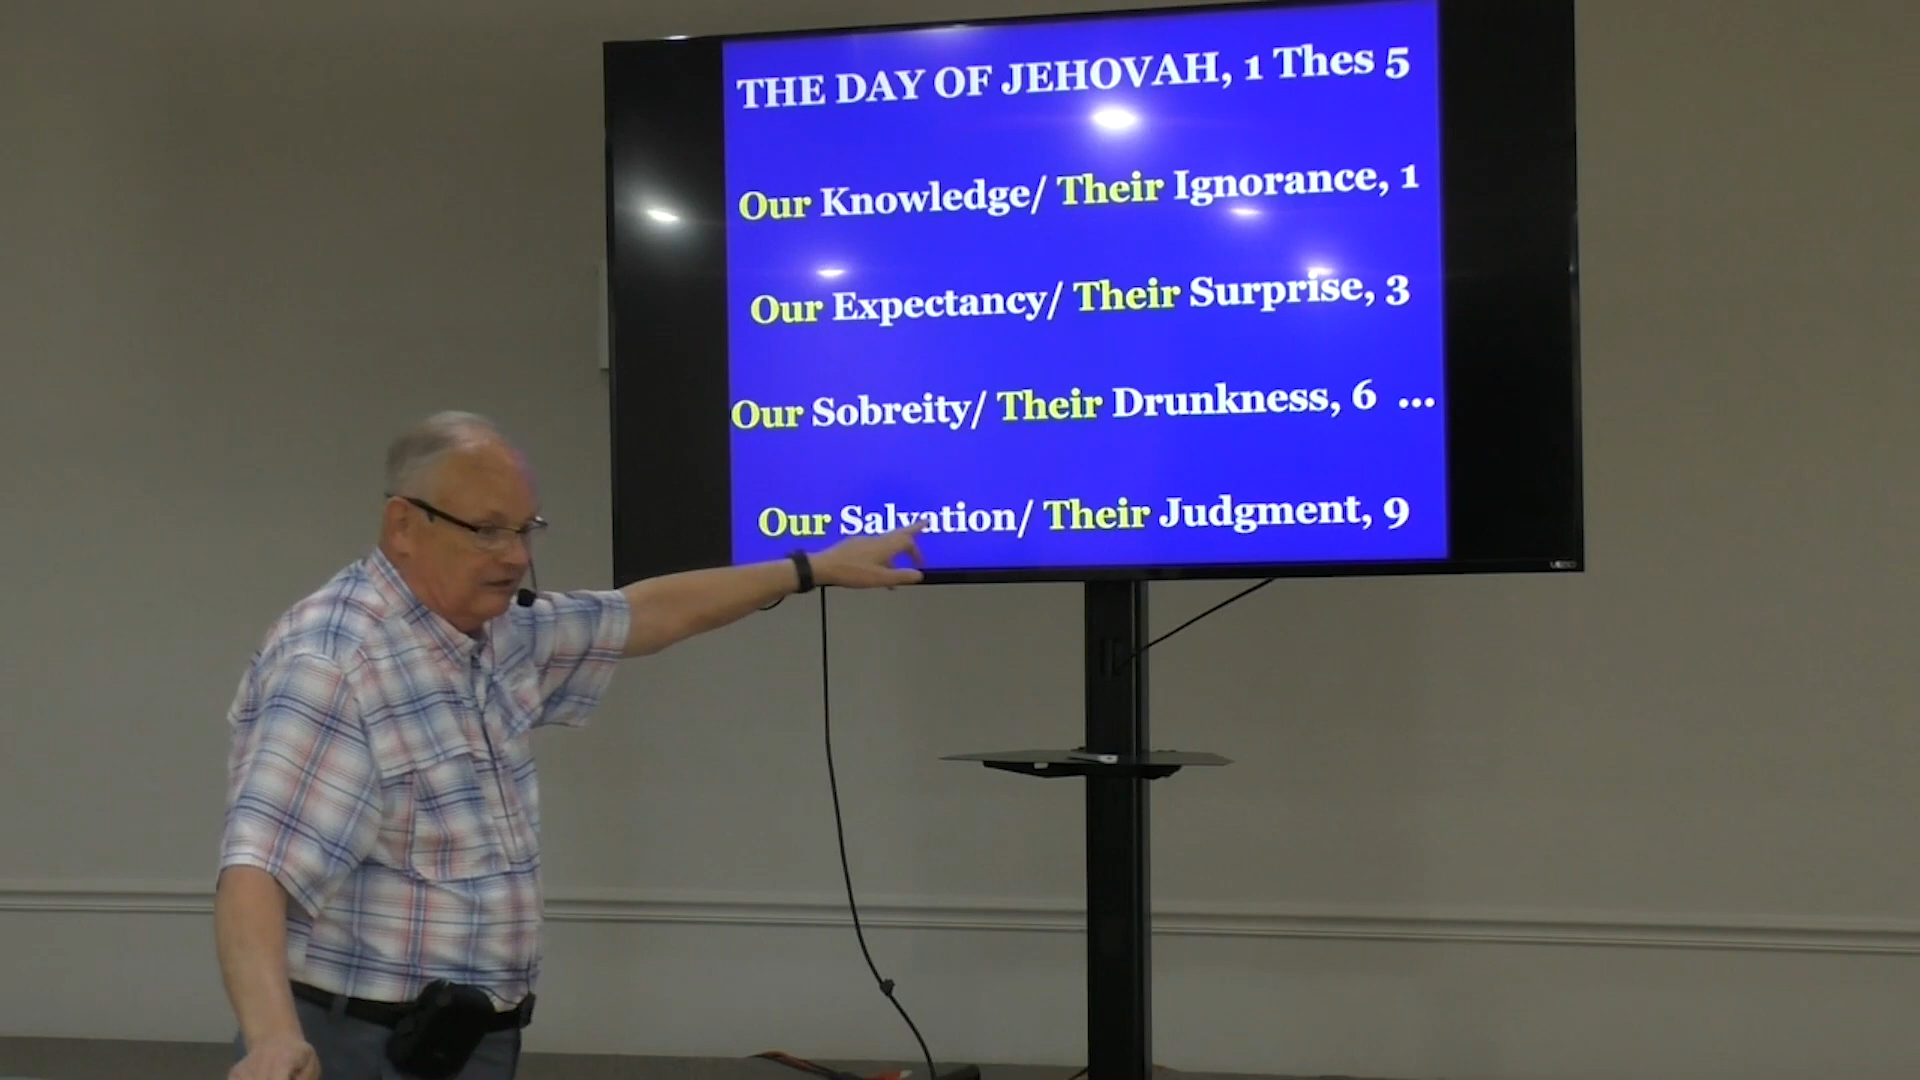 THE DAY OF JEHOVAH, 1 Thes 5
Our Knowledge/ Their Ignorance, 1
Our Expectancy/ Their Surprise, 3
Our Sobreity/ Their Drunkness, 6 ...
Our Salvation/ Their Judgment, 9
VIZIO